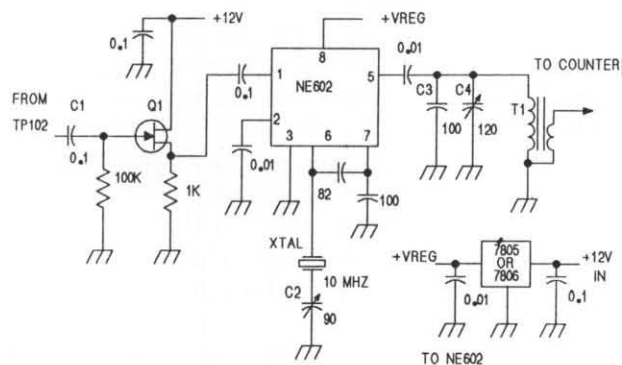 0.1
+12V
+VREG
8
0.01
FROM
TP102
C1
Q1
0.1
1
NE602
5
TO COUNTER
C3
C4
T1
2
3
6
7
0.1
0.01
100
120
100K
1K
82
100
XTAL
10 MHZ
C2
90
+VREG
7805
OR
7806
+12V
IN
0.01
0.1
TO NE602